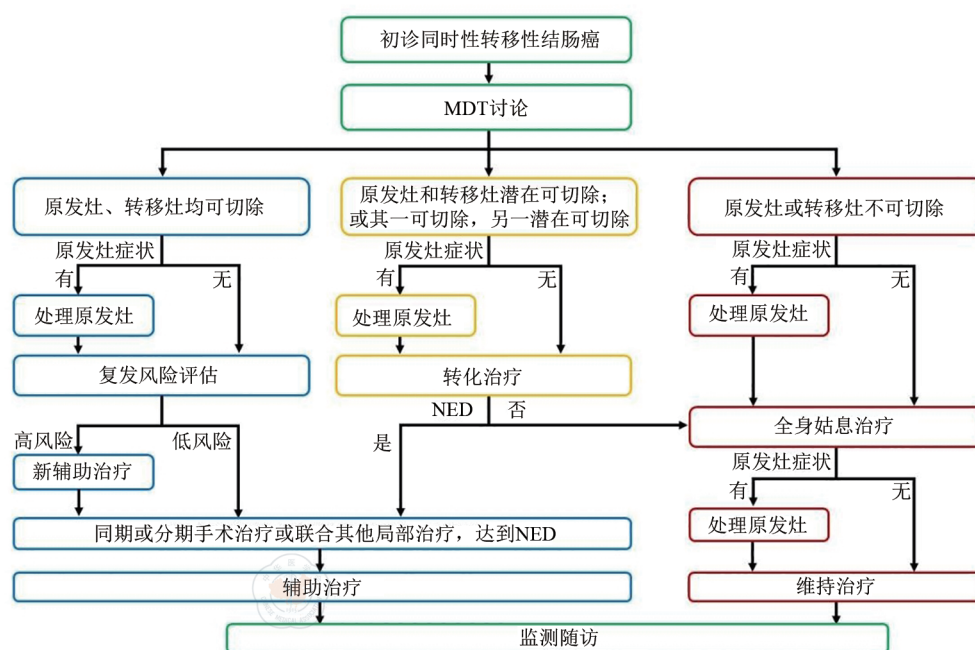 初诊同时性转移性结肠癌
MDT讨论
原发灶、转移灶均可切除
原发灶和转移灶潜在可切除；
或其一可切除，另一潜在可切除
原发灶或转移灶不可切除
原发灶症状
原发灶症状
原发灶症状
有
无
有
无
有
无
处理原发灶
处理原发灶
处理原发灶
复发风险评估
转化治疗
NED
否
全身姑息治疗
高风险
低风险
是
原发灶症状
新辅助治疗
有
无
处理原发灶
同期或分期手术治疗或联合其他局部治疗，达到NED
辅助治疗
维持治疗
监测随访